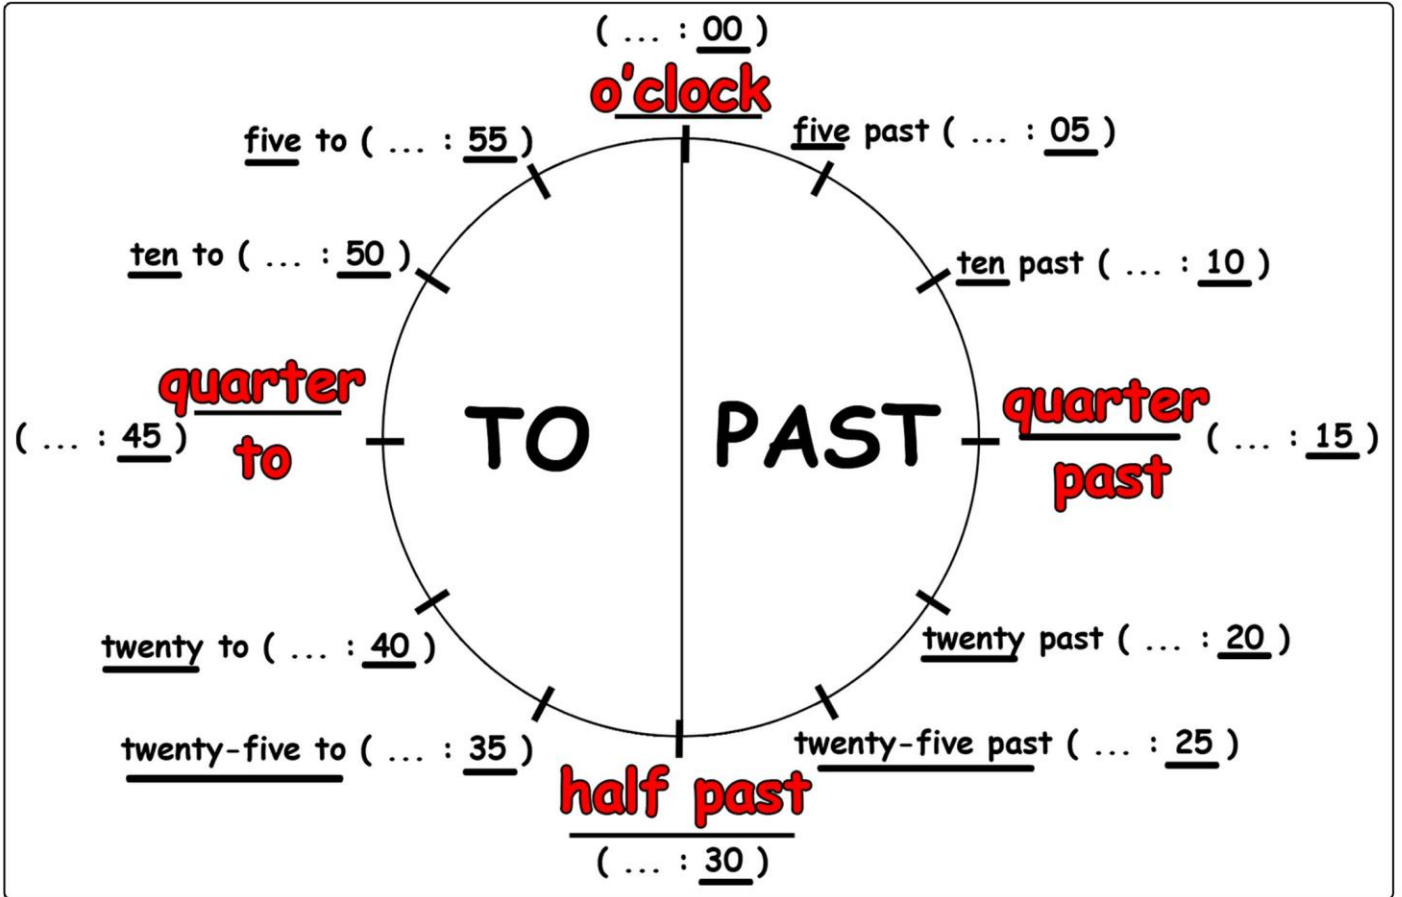 ( ... : 00 )
o'clock
five to ( ... : 55 )
five past ( ... : 05 )
ten to ( ... : 50 )
ten past ( ... : 10 )
quarter
to
( ... : 45 )
TO
PAST
quarter
past
( ... : 15 )
twenty to ( ... : 40 )
twenty past ( ... : 20 )
twenty-five to ( ... : 35 )
twenty-five past ( ... : 25 )
half past
( ... : 30 )